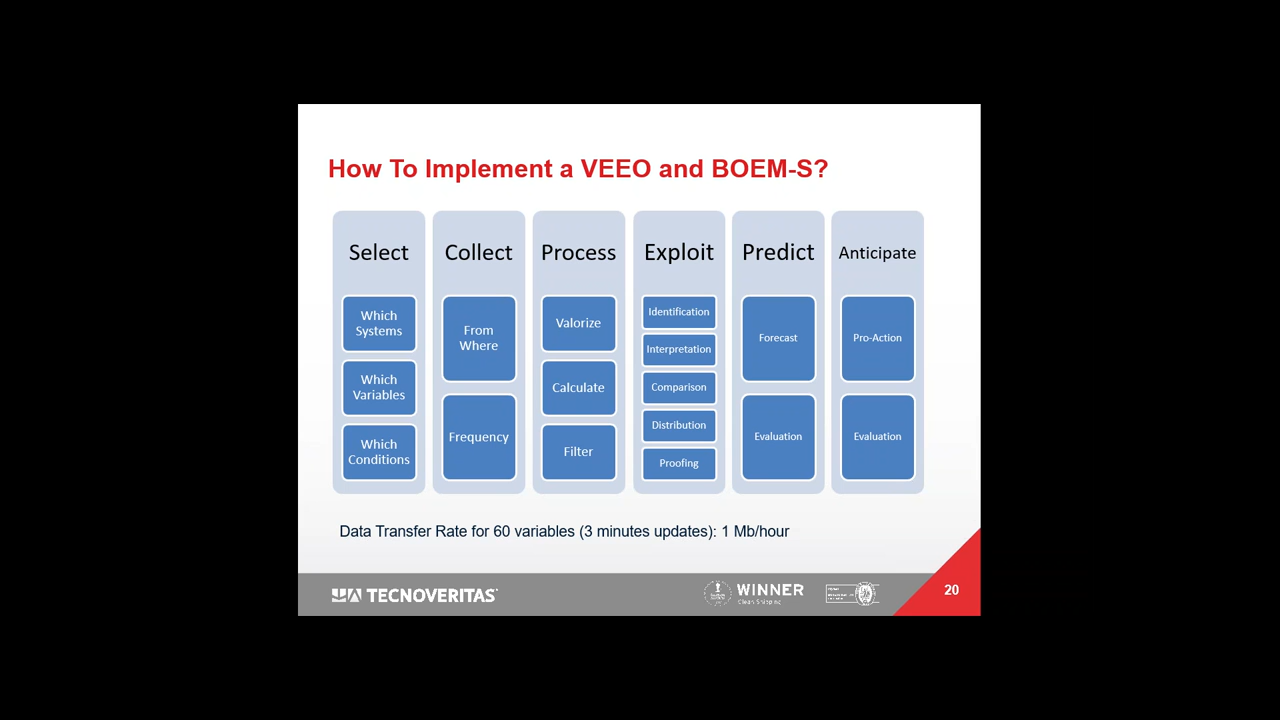 How To Implement a VEEO and BOEM-S?
Select
Which
Systems
Which
Variables
Which
Conditions
Collect
From
Where
Frequency
Process
Valorize
Calculate
Filter
Exploit
Identification
Interpretation
Comparison
Distribution
Proofing
Predict
Forecast
Evaluation
Anticipate
Pro-Action
Evaluation
Data Transfer Rate for 60 variables (3 minutes updates): 1 Mb/hour
TECNOVERITAS
WINNER
Clean Shipping
20